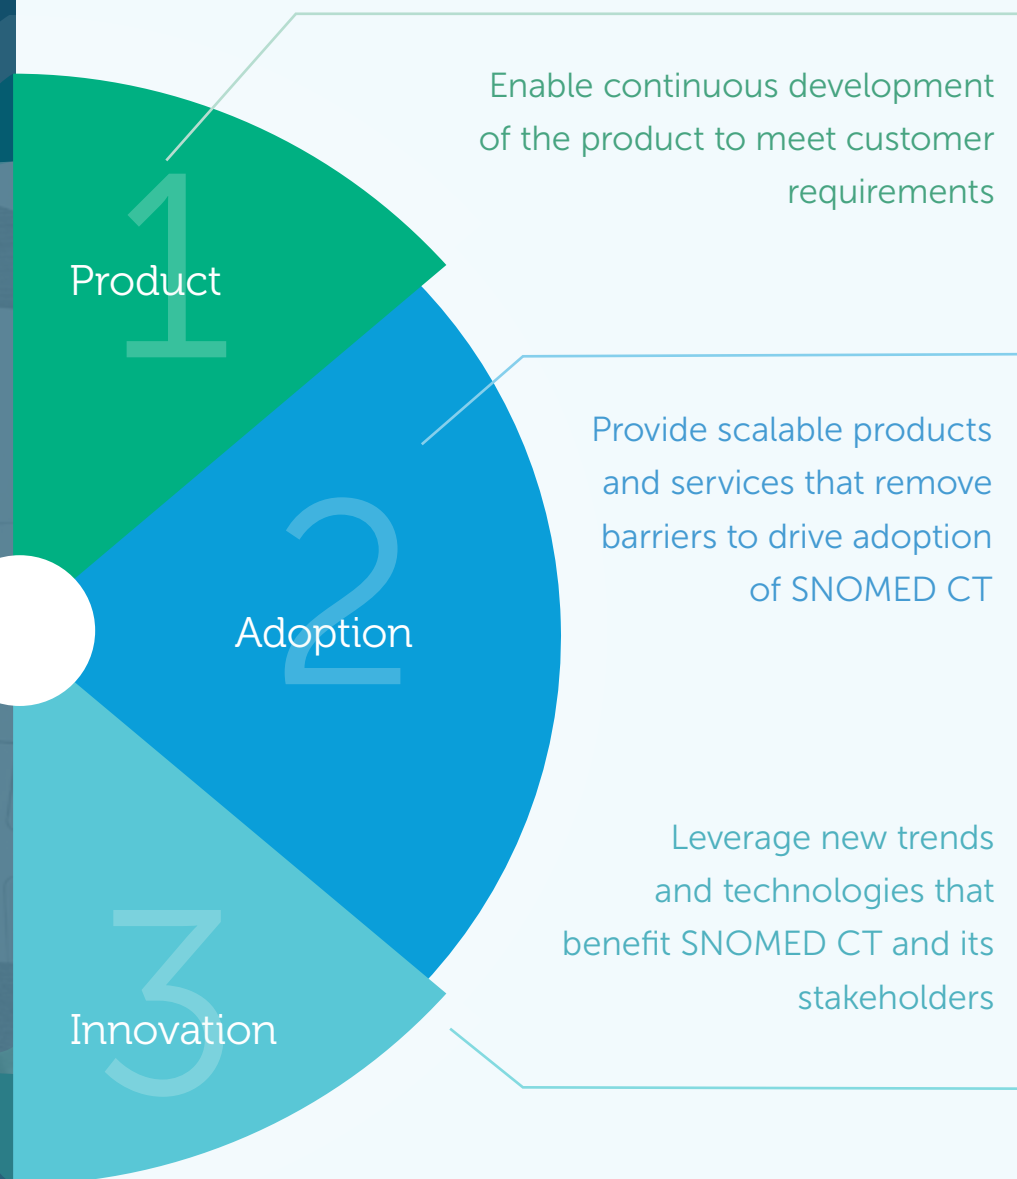 1
Product
Enable continuous development
of the product to meet customer
requirements
2
Adoption
Provide scalable products
and services that remove
barriers to drive adoption
of SNOMED CT
3
Innovation
Leverage new trends
and technologies that
benefit SNOMED CT and its
stakeholders